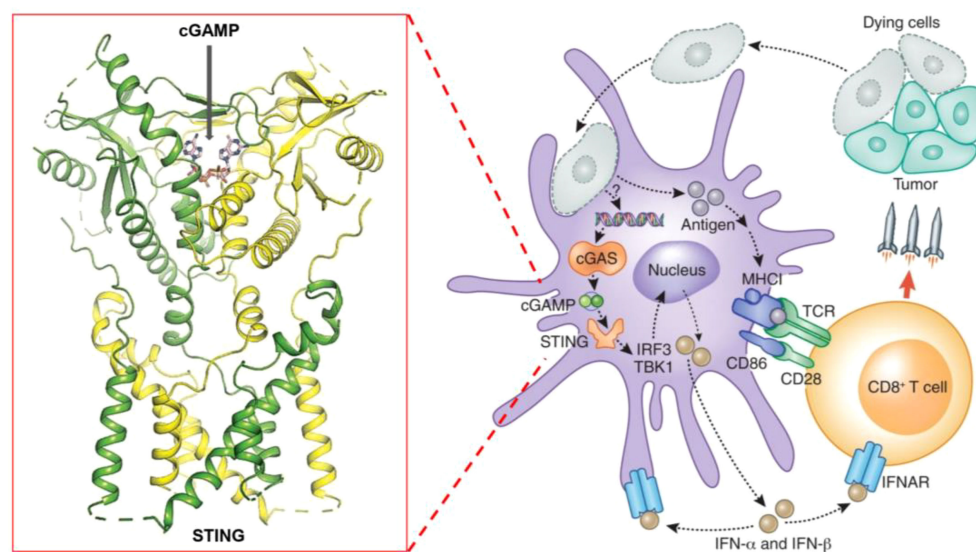 cGAMP
STING
Dying cells
Tumor
?
Antigen
cGAS
Nucleus
cGAMP
MHCI
TCR
STING
IRF3
TBK1
CD86
CD28
CD8⁺ T cell
IFNAR
IFN-α and IFN-β